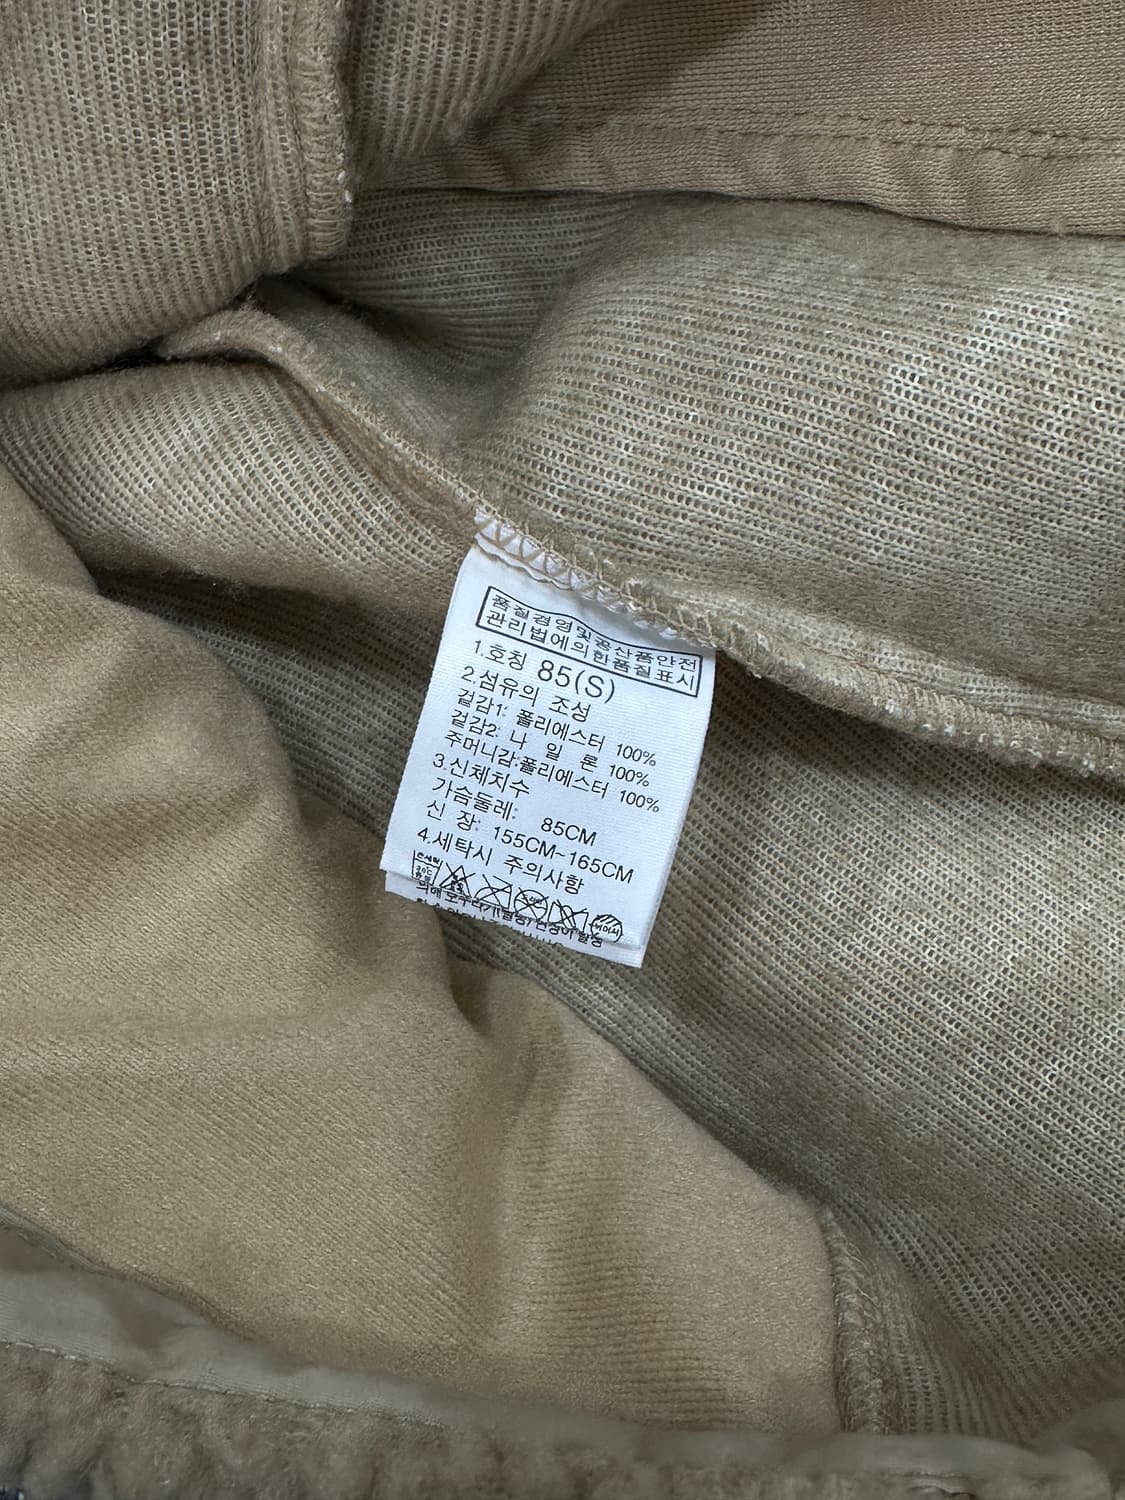 품질경영및공산품안전
관리법에의한품질표시
1.호칭 85(S)
2.섬유의 조성
겉감1: 폴리에스터 100%
겉감2: 나 일 론 100%
주머니감:폴리에스터 100%
3.신체치수
가슴둘레: 85CM
신 장: 155CM~165CM
4.세탁시 주의사항
손세탁
30℃